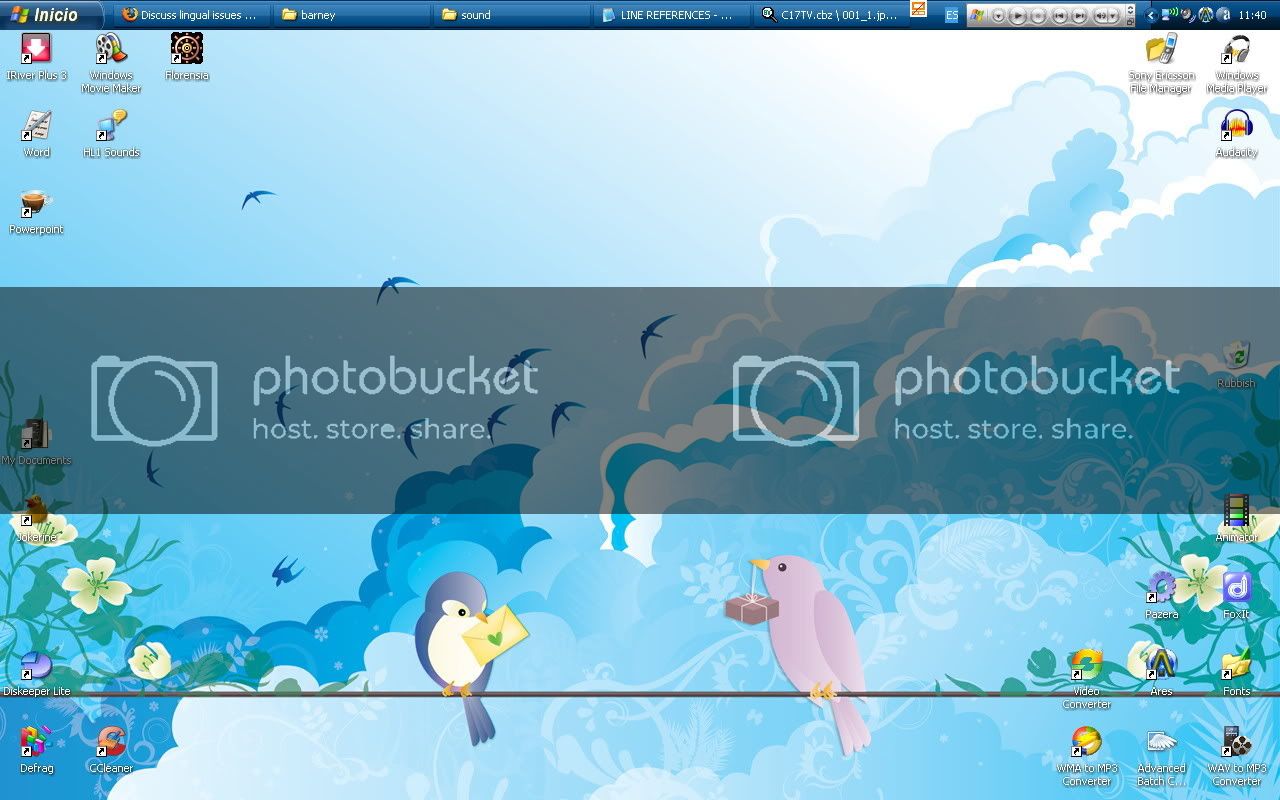 Inicio
Discuss lingual issues ...
barney
sound
LINE REFERENCES - ...
C17TV.cbz \ 001_1.jp...
ES
11:40
IRiver Plus 3
Windows
Movie Maker
Florensia
Sony Ericsson
File Manager
Windows
Media Player
Word
HL1 Sounds
Audacity
Powerpoint
photobucket
host. store. share.
photobucket
host. store. share.
Rubbish
My Documents
Jokerine
Animator
Pazera
FoxIt
Diskeeper Lite
Video
Converter
Ares
Fonts
Defrag
CCleaner
WMA to MP3
Converter
Advanced
Batch C...
WAV to MP3
Converter